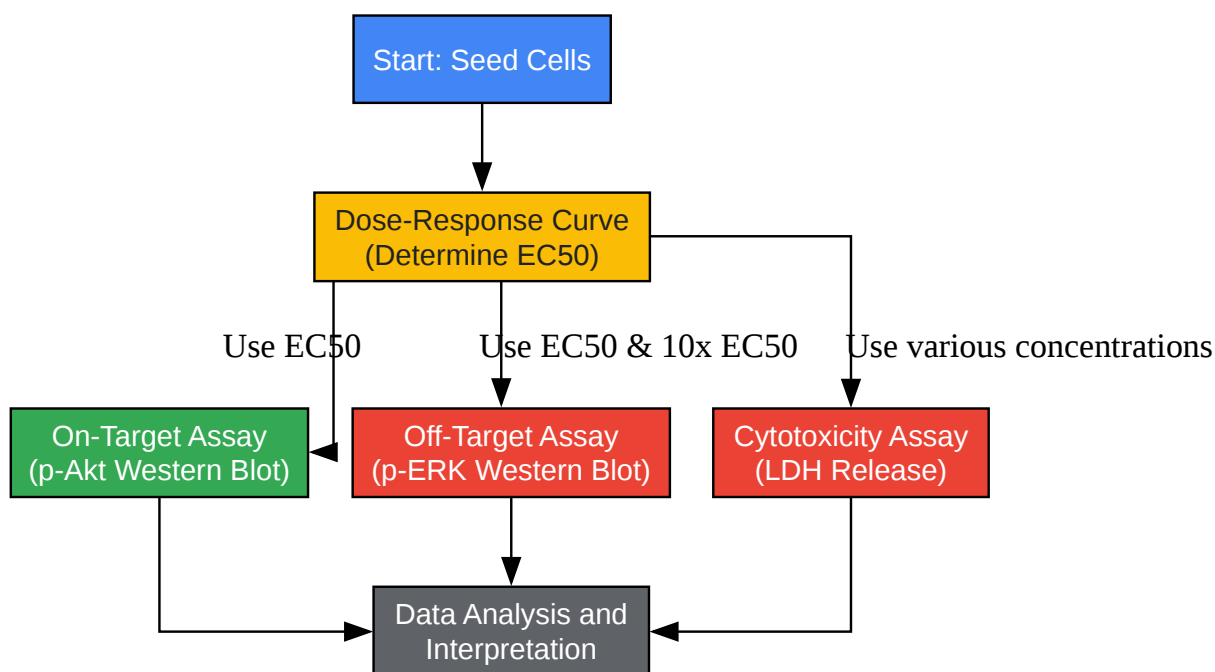 Start: Seed Cells
Dose-Response Curve
(Determine EC50)
Use EC50
Use EC50 & 10x EC50
Use various concentrations
On-Target Assay
(p-Akt Western Blot)
Off-Target Assay
(p-ERK Western Blot)
Cytotoxicity Assay
(LDH Release)
Data Analysis and
Interpretation